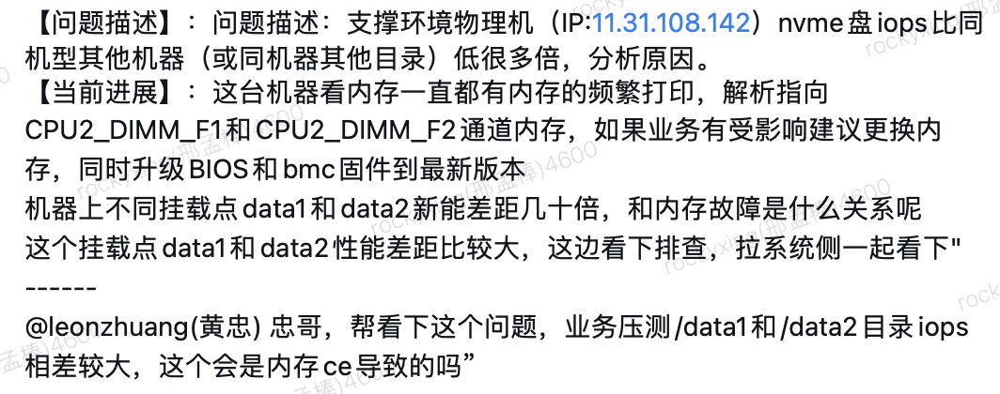 【问题描述】：问题描述：支撑环境物理机（IP:11.31.108.142）nvme盘iops比同
机型其他机器（或同机器其他目录）低很多倍，分析原因。
【当前进展】：这台机器看内存一直都有内存的频繁打印，解析指向
CPU2_DIMM_F1和CPU2_DIMM_F2通道内存，如果业务有受影响建议更换内
存，同时升级BIOS和bmc固件到最新版本
机器上不同挂载点data1和data2新能差距几十倍，和内存故障是什么关系呢
这个挂载点data1和data2性能差距比较大，这边看下排查，拉系统侧一起看下"
------
@leonzhuang(黄忠) 忠哥，帮看下这个问题，业务压测/data1和/data2目录iops
相差较大，这个会是内存ce导致的吗”